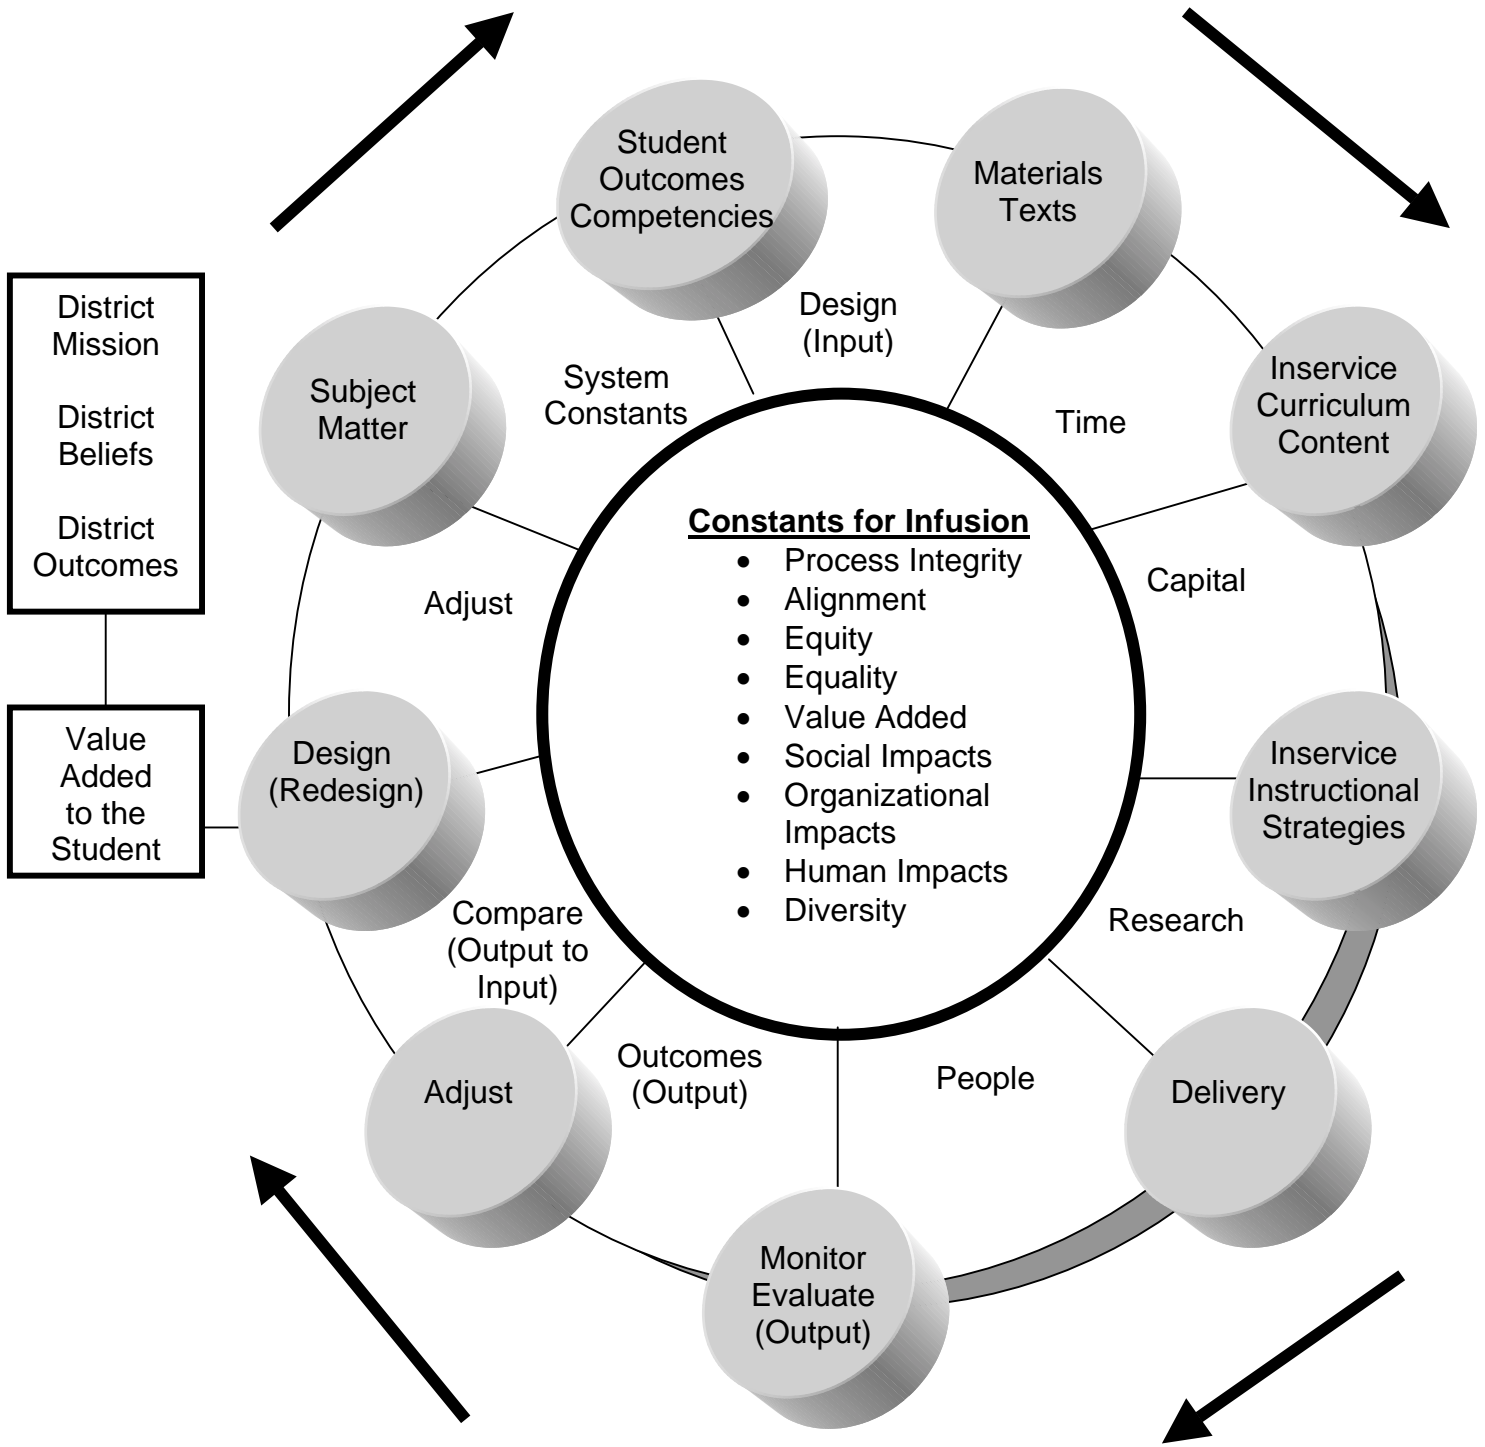 Student
Outcomes
Competencies
Materials
Texts
Design
(Input)
District
Mission
District
Beliefs
District
Outcomes
Subject
Matter
System
Constants
Time
Inservice
Curriculum
Content
Constants for Infusion
• Process Integrity
• Alignment
• Equity
• Equality
• Value Added
• Social Impacts
• Organizational
Impacts
• Human Impacts
• Diversity
Adjust
Capital
Value
Added
to the
Student
Design
(Redesign)
Inservice
Instructional
Strategies
Compare
(Output to
Input)
Research
Adjust
Outcomes
(Output)
People
Delivery
Monitor
Evaluate
(Output)